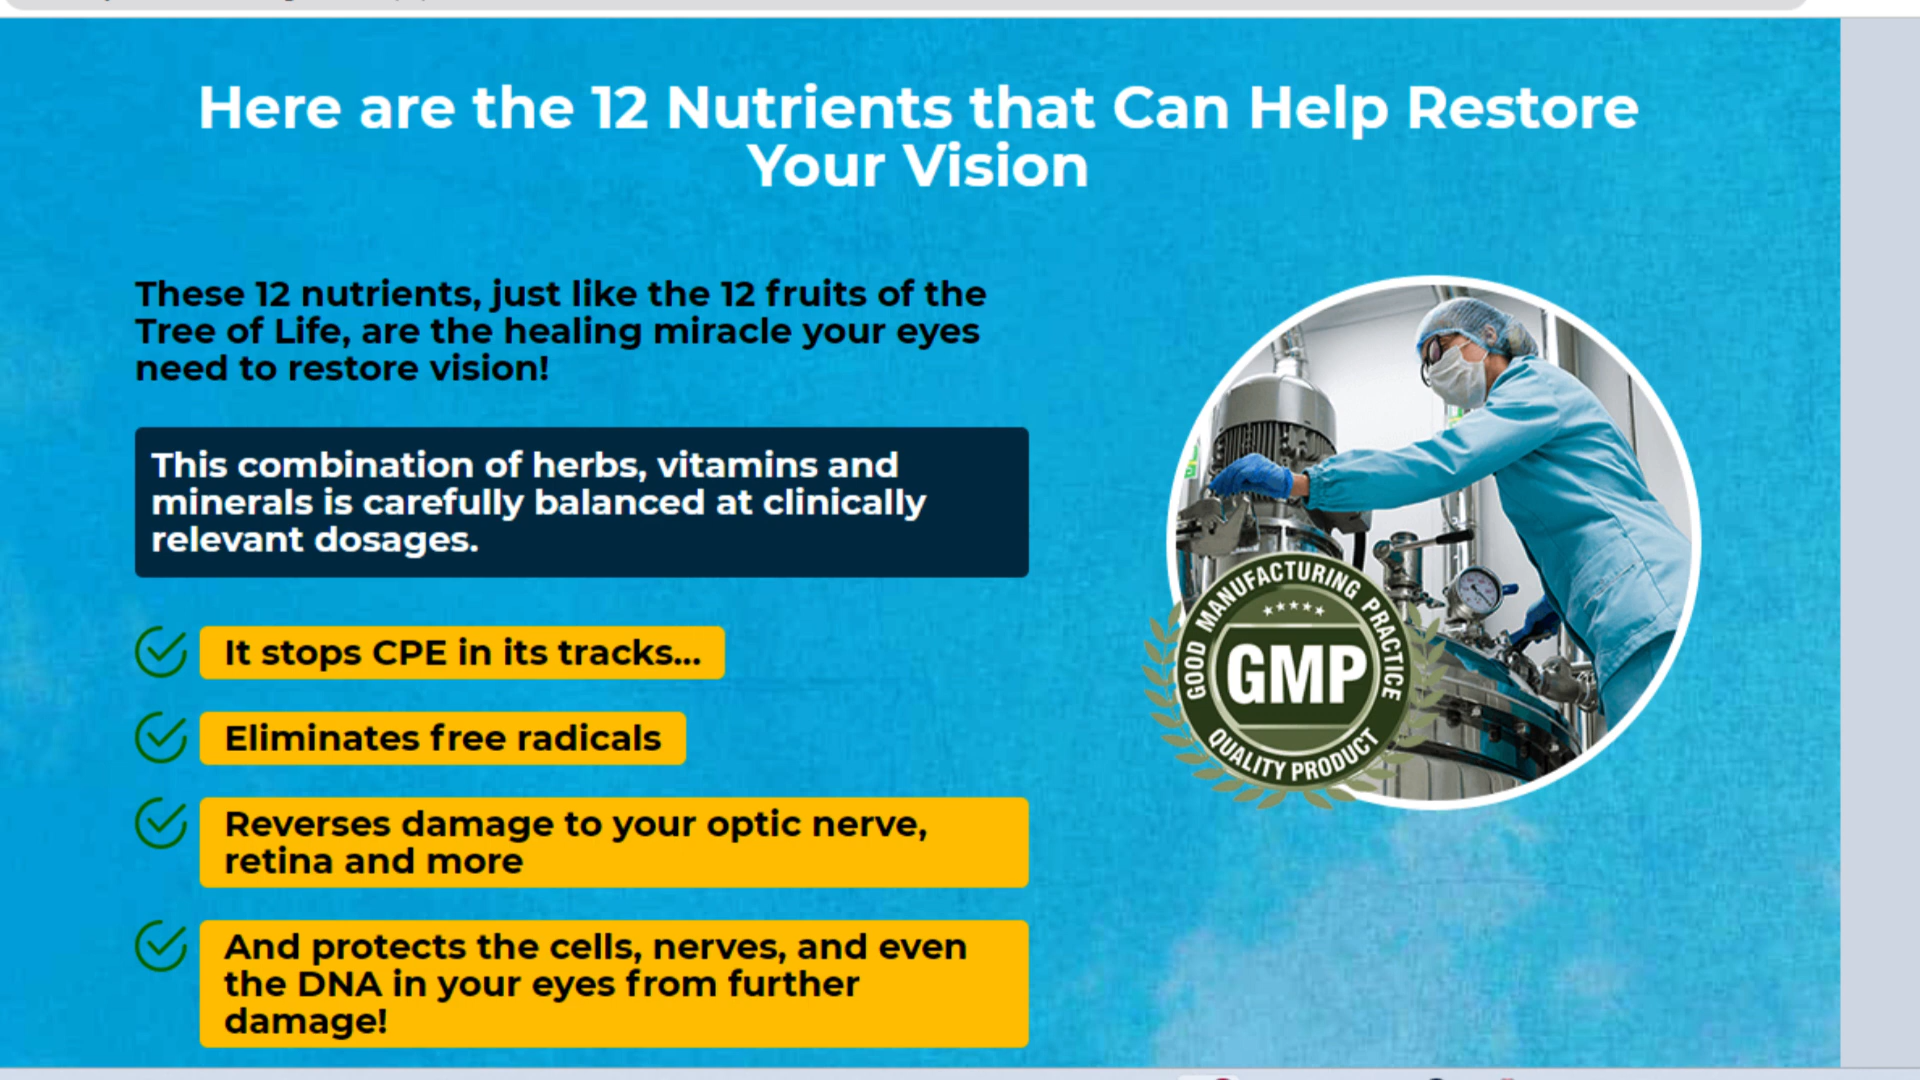 Here are the 12 Nutrients that Can Help Restore
Your Vision
These 12 nutrients, just like the 12 fruits of the
Tree of Life, are the healing miracle your eyes
need to restore vision!
This combination of herbs, vitamins and
minerals is carefully balanced at clinically
relevant dosages.
It stops CPE in its tracks...
Eliminates free radicals
Reverses damage to your optic nerve,
retina and more
And protects the cells, nerves, and even
the DNA in your eyes from further
damage!
GOOD MANUFACTURING PRACTICE
GMP
QUALITY PRODUCT